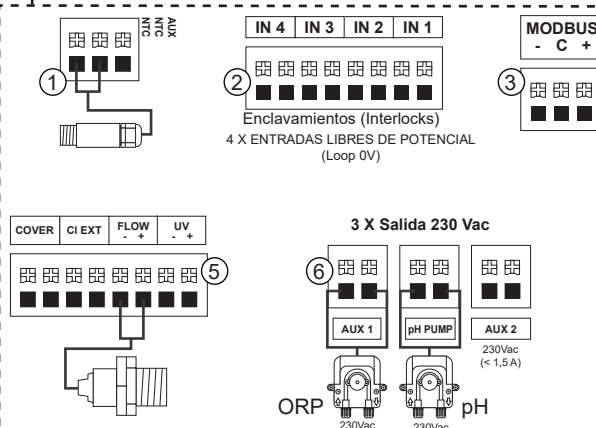 NTC
NTC
AUX
1
IN 4 IN 3 IN 2 IN 1
2
Enclavamientos (Interlocks)
4 X ENTRADAS LIBRES DE POTENCIAL
(Loop 0V)
MODBUS
- C +
3
COVER CI EXT FLOW UV
- + - +
5
3 X Salida 230 Vac
6
AUX 1 pH PUMP AUX 2
230Vac
(< 1,5 A)
ORP pH
230Vac 230Vac